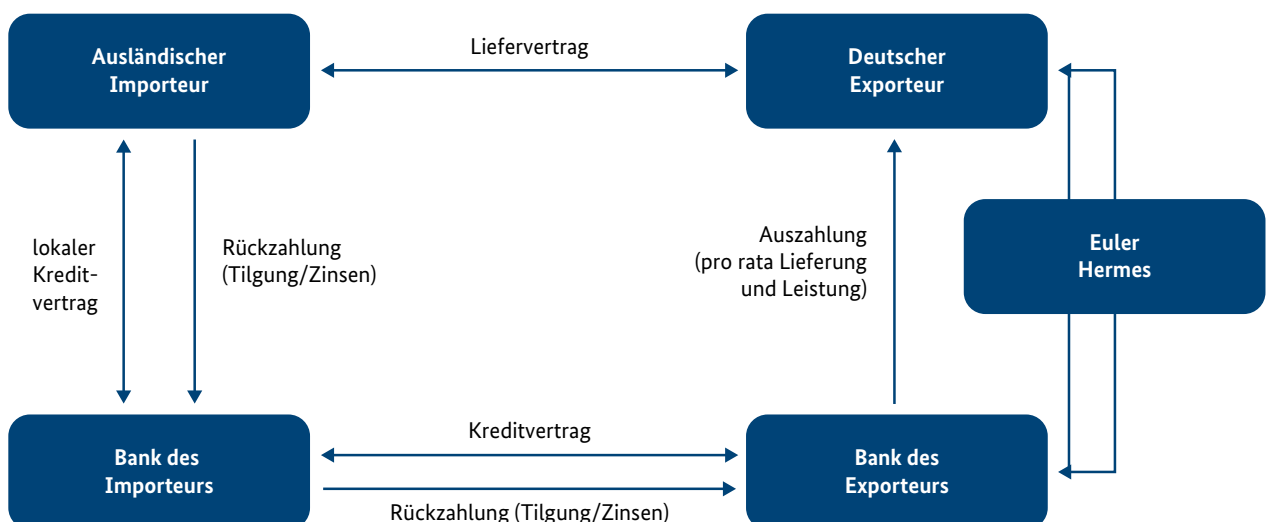 Ausländischer
Importeur
Liefervertrag
Deutscher
Exporteur
lokaler
Kredit-
vertrag
Rückzahlung
(Tilgung/Zinsen)
Auszahlung
(pro rata Lieferung
und Leistung)
Euler
Hermes
Bank des
Importeurs
Kreditvertrag
Rückzahlung (Tilgung/Zinsen)
Bank des
Exporteurs